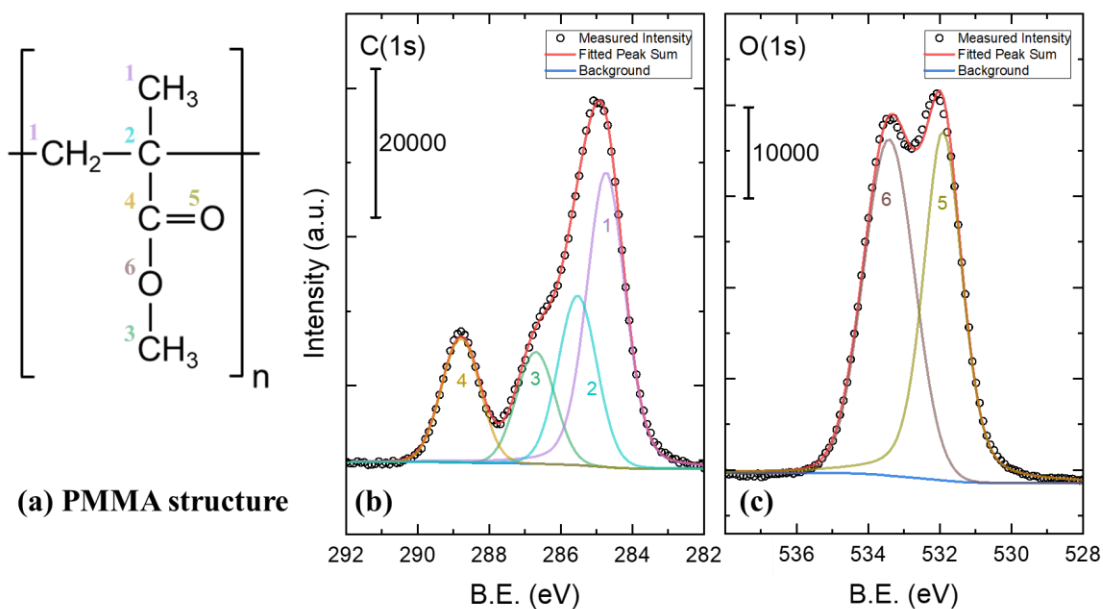 1
CH3
1
2
CH2
C
n
4
5
C
O
6
O
3
CH3
(a) PMMA structure
Intensity (a.u.)
C(1s)
Measured Intensity
Fitted Peak Sum
Background
20000
1
2
3
4
(b)
292 290 288 286 284 282
B.E. (eV)
O(1s)
Measured Intensity
Fitted Peak Sum
Background
10000
6
5
(c)
536 534 532 530 528
B.E. (eV)